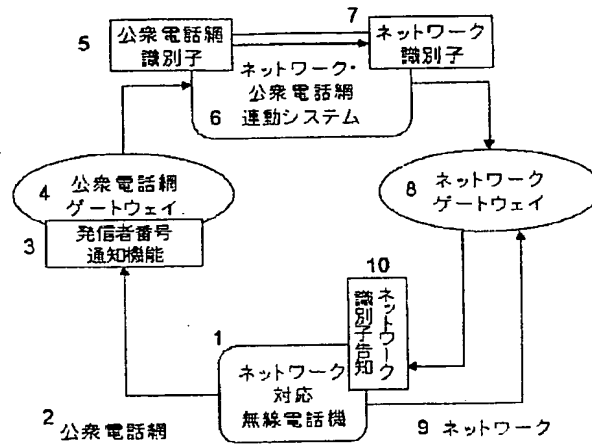 5
公衆電話網
識別子
7
ネットワーク
識別子
ネットワーク・
公衆電話網
6 連動システム
4
公衆電話網
ゲートウェイ
3
発信者番号
通知機能
8
ネットワーク
ゲートウェイ
10
ネットワーク
識別子告知
1
ネットワーク
対応
無線電話機
2 公衆電話網
9 ネットワーク